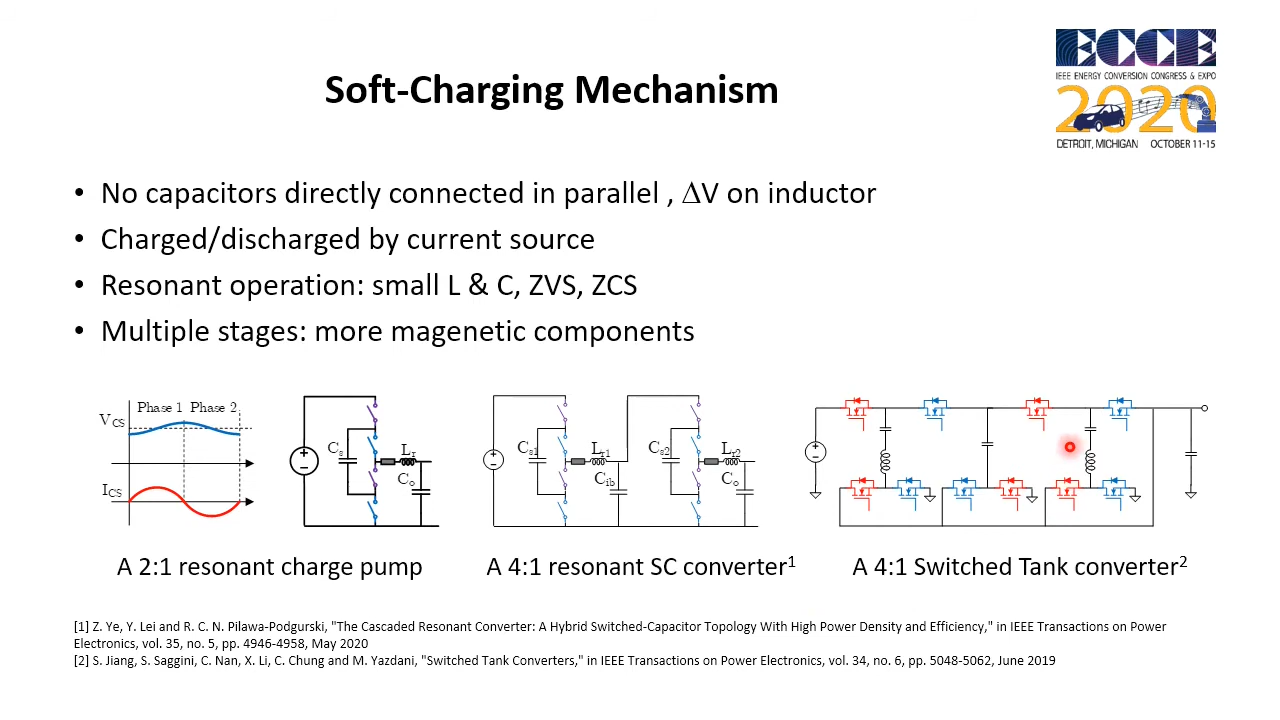 ECCE
IEEE ENERGY CONVERSION CONGRESS & EXPO
2020
DETROIT, MICHIGAN OCTOBER 11-15
Soft-Charging Mechanism
• No capacitors directly connected in parallel , ΔV on inductor
• Charged/discharged by current source
• Resonant operation: small L & C, ZVS, ZCS
• Multiple stages: more magenetic components
Phase 1 Phase 2
VCS
ICS
Cs
Lr
Co
Cs1
Lr1
Cib
Cs2
Lr2
Co
A 2:1 resonant charge pump
A 4:1 resonant SC converter1
A 4:1 Switched Tank converter2
[1] Z. Ye, Y. Lei and R. C. N. Pilawa-Podgurski, "The Cascaded Resonant Converter: A Hybrid Switched-Capacitor Topology With High Power Density and Efficiency," in IEEE Transactions on Power
Electronics, vol. 35, no. 5, pp. 4946-4958, May 2020
[2] S. Jiang, S. Saggini, C. Nan, X. Li, C. Chung and M. Yazdani, "Switched Tank Converters," in IEEE Transactions on Power Electronics, vol. 34, no. 6, pp. 5048-5062, June 2019